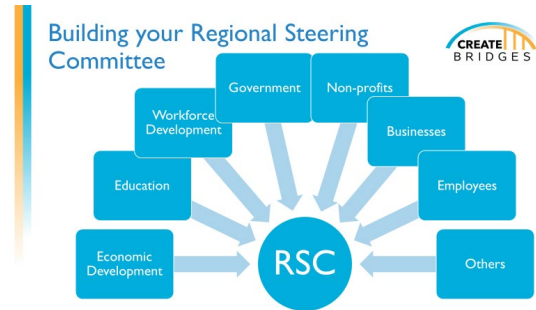 Building your Regional Steering
Committee
CREATE
BRIDGES
Government
Non-profits
Workforce
Development
Businesses
Education
Employees
Economic
Development
RSC
Others